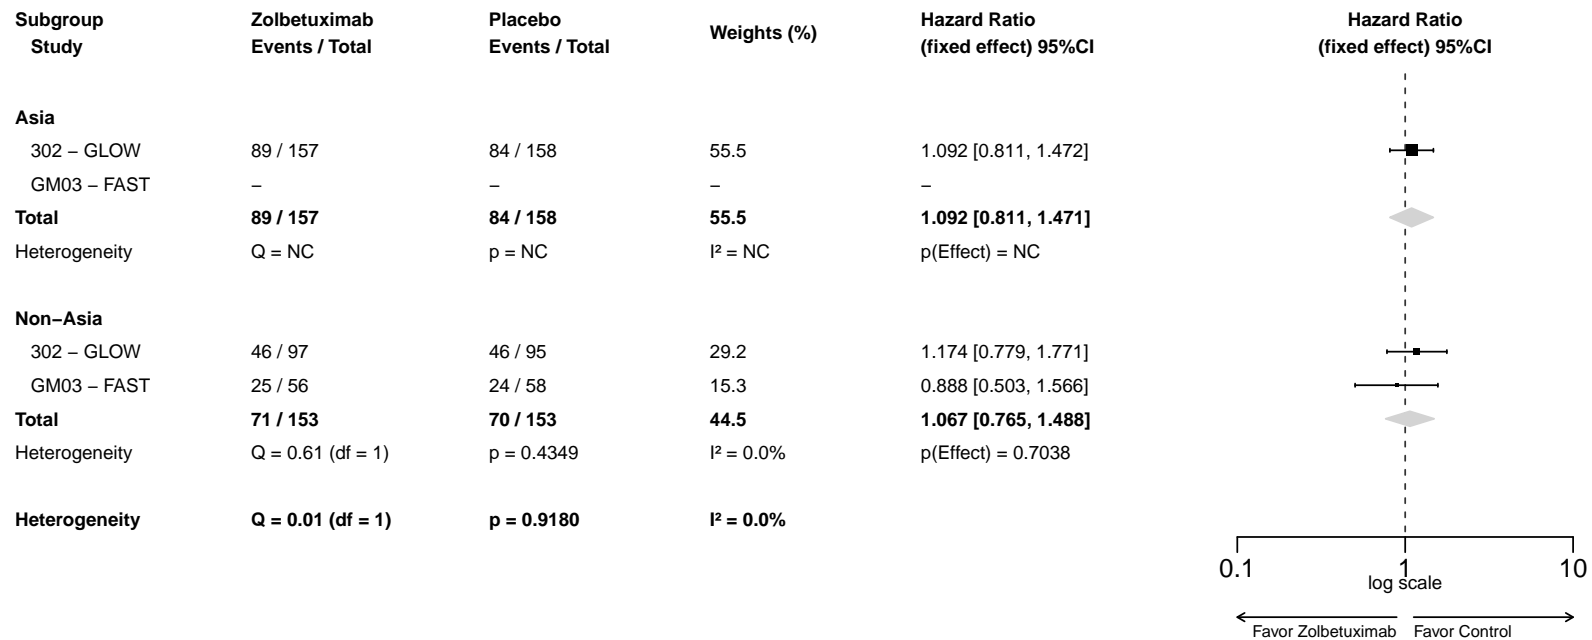 Subgroup Zolbetuximab Placebo Weights (%) Hazard Ratio Hazard Ratio
Study Events / Total Events / Total (fixed effect) 95%CI (fixed effect) 95%CI
Asia
302 − GLOW 89 / 157 84 / 158 55.5 1.092 [0.811, 1.472]
GM03 − FAST − − − −
Total 89 / 157 84 / 158 55.5 1.092 [0.811, 1.471]
Heterogeneity Q = NC p = NC I² = NC p(Effect) = NC
Non−Asia
302 − GLOW 46 / 97 46 / 95 29.2 1.174 [0.779, 1.771]
GM03 − FAST 25 / 56 24 / 58 15.3 0.888 [0.503, 1.566]
Total 71 / 153 70 / 153 44.5 1.067 [0.765, 1.488]
Heterogeneity Q = 0.61 (df = 1) p = 0.4349 I² = 0.0% p(Effect) = 0.7038
Heterogeneity Q = 0.01 (df = 1) p = 0.9180 I² = 0.0%
0.1 1 10
log scale
Favor Zolbetuximab Favor Control